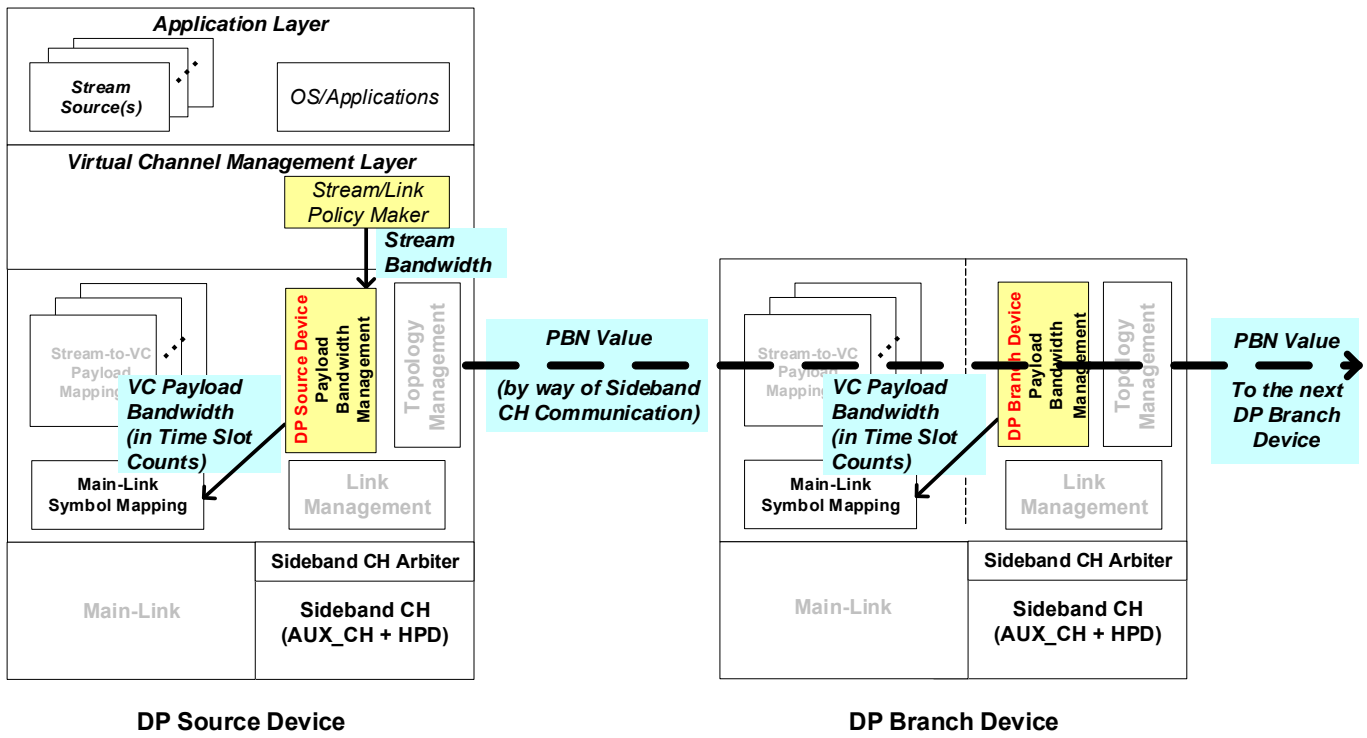 Application Layer
Stream
Source(s)
OS/Applications
Virtual Channel Management Layer
Stream/Link
Policy Maker
Stream
Bandwidth
Stream-to-VC
Payload
Mapping
VC Payload
Bandwidth
(in Time Slot
Counts)
DP Source Device
Payload
Bandwidth
Management
Topology
Management
Main-Link
Symbol Mapping
Link
Management
Main-Link
Sideband CH Arbiter
Sideband CH
(AUX_CH + HPD)
DP Source Device
PBN Value
(by way of Sideband
CH Communication)
Stream-to-VC
Payload
Mapping
VC Payload
Bandwidth
(in Time Slot
Counts)
DP Branch Device
Payload
Bandwidth
Management
Topology
Management
Main-Link
Symbol Mapping
Link
Management
Main-Link
Sideband CH Arbiter
Sideband CH
(AUX_CH + HPD)
DP Branch Device
PBN Value
To the next
DP Branch
Device